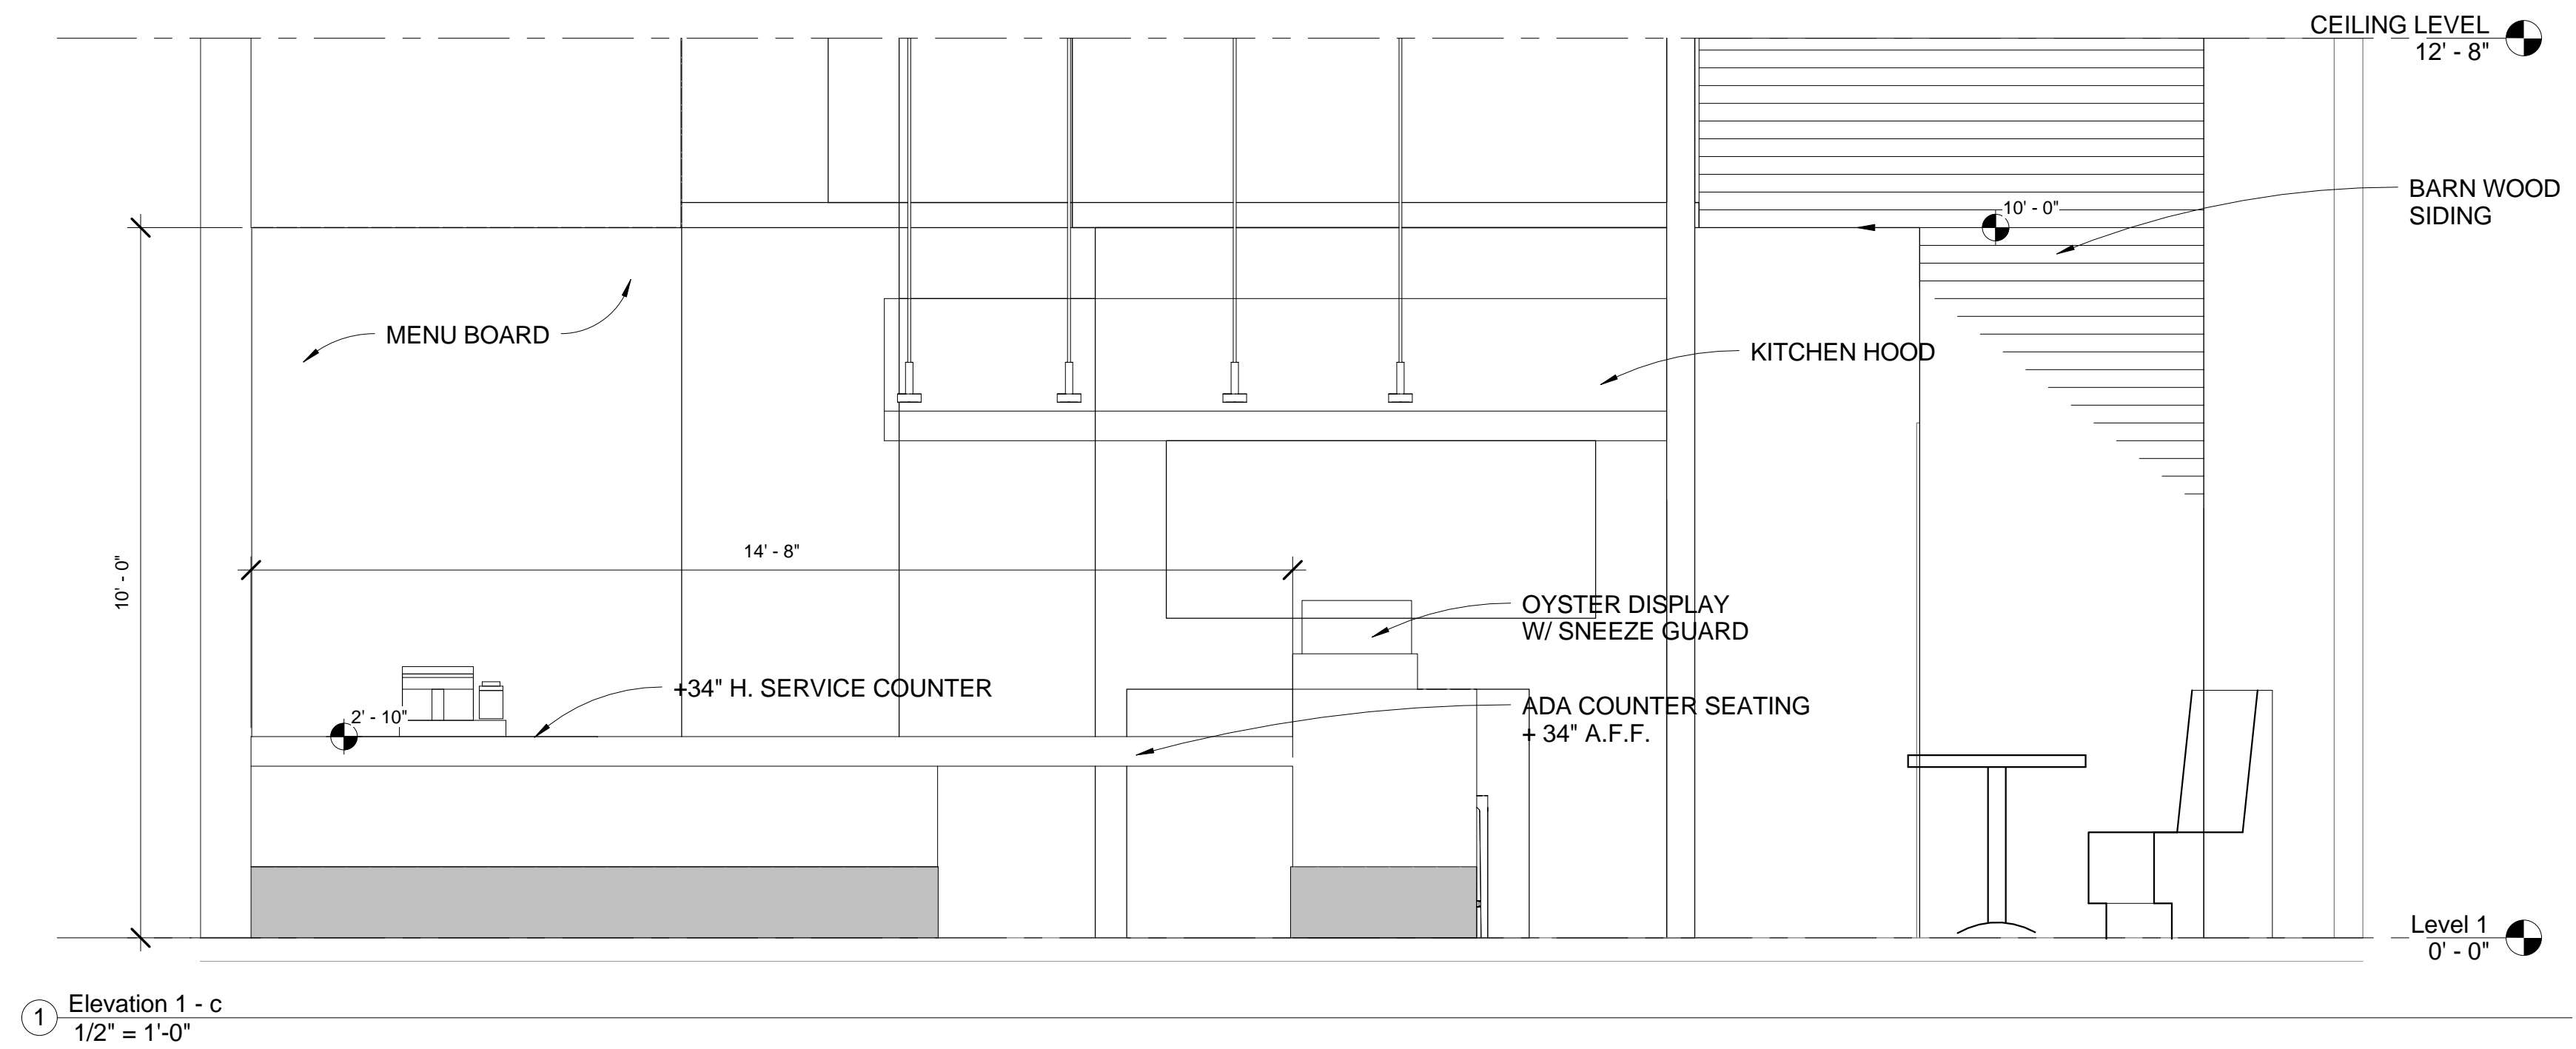 CEILING LEVEL
12' - 8"
BARN WOOD
SIDING
10' - 0"
MENU BOARD
KITCHEN HOOD
14' - 8"
10' - 0"
OYSTER DISPLAY
W/ SNEEZE GUARD
+34" H. SERVICE COUNTER
2' - 10"
ADA COUNTER SEATING
+ 34" A.F.F.
Level 1
0' - 0"
1
Elevation 1 - c
1/2" = 1'-0"